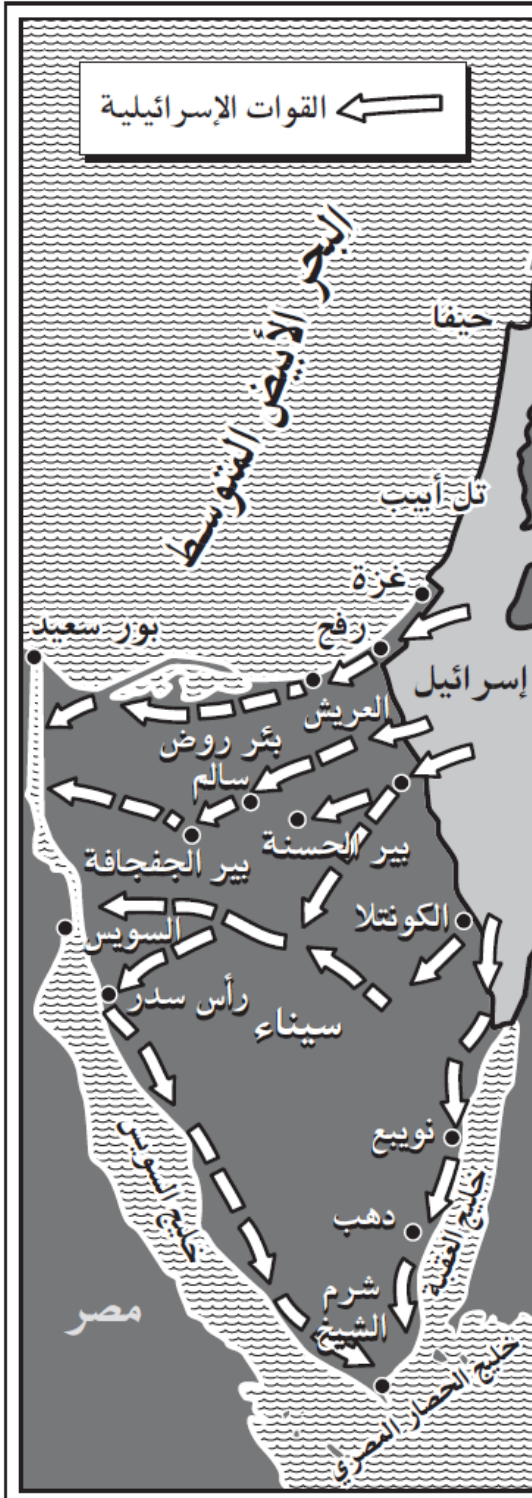 القوات الإسرائيلية
البحر الأبيض المتوسط
حيفا
تل أبيب
غزة
رفح
بور سعيد
إسرائيل
العريش
بئر روض
سالم
بير الحسنة
بير الجفجافة
الكونتلا
السويس
رأس سدر
سيناء
نويبع
خليج السويس
خليج العقبة
دهب
شرم
الشيخ
مصر
خليج الحصار المصري